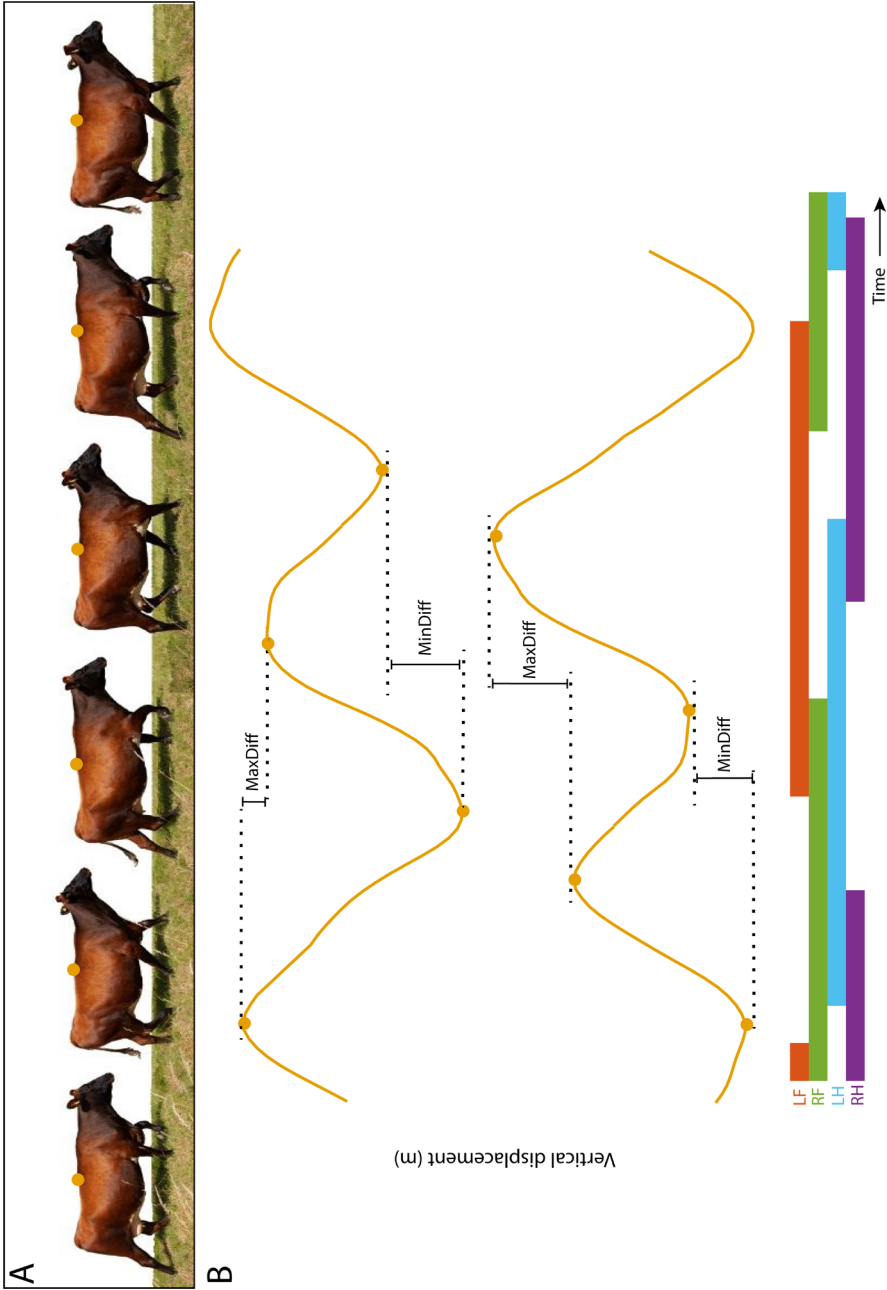 A
B
Vertical displacement (m)
MaxDiff
MinDiff
MaxDiff
MinDiff
LF
RF
LH
RH
Time